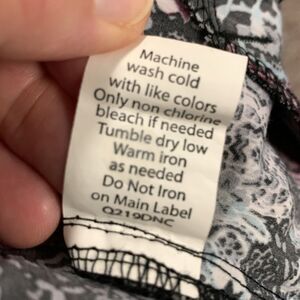 Machine
wash cold
with like colors
Only non chlorine
bleach if needed
Tumble dry low
Warm iron
as needed
Do Not Iron
on Main Label
Q219DNC